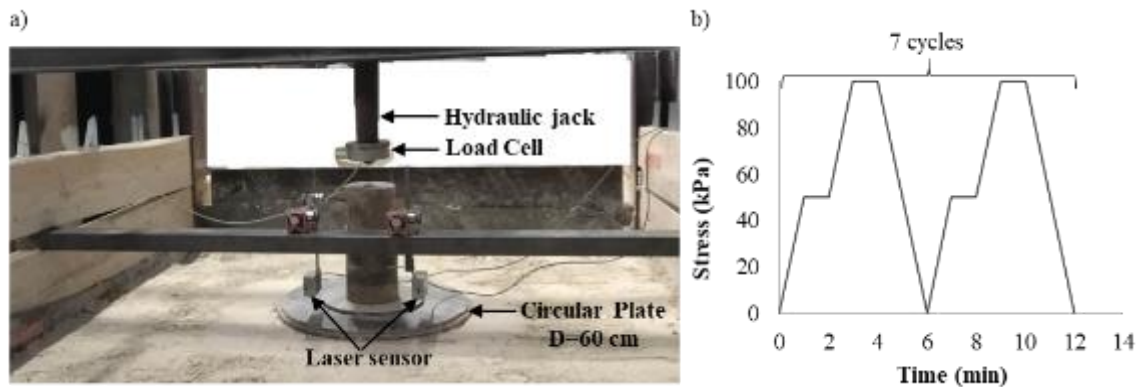 a)
Hydraulic jack
Load Cell
Circular Plate
D=60 cm
Laser sensor
b)
7 cycles
100
80
60
40
20
0
Stress (kPa)
0 2 4 6 8 10 12 14
Time (min)